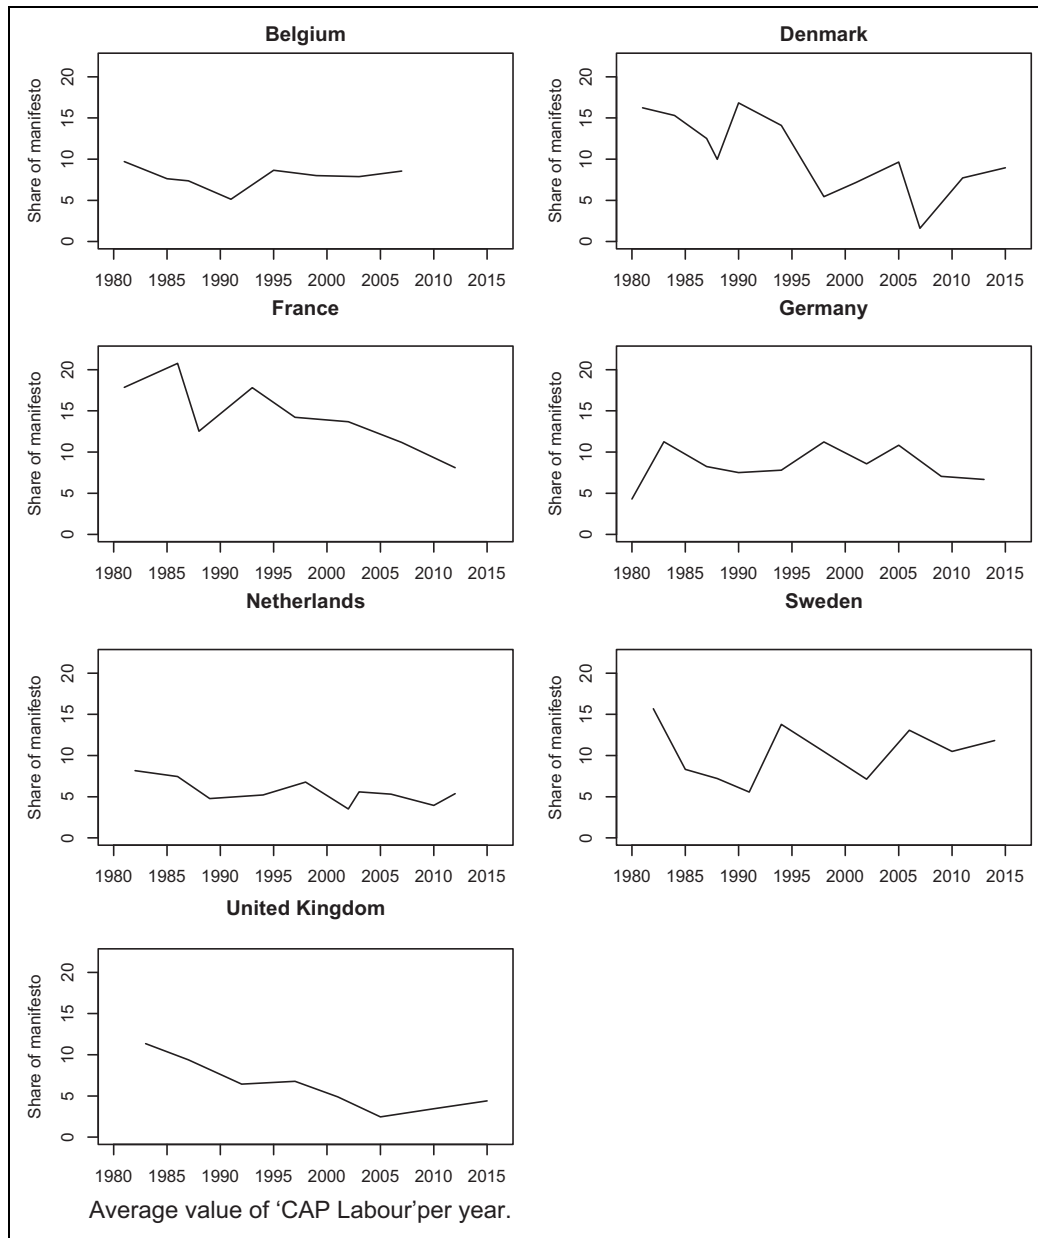 Belgium
Share of manifesto
0 5 10 15 20
1980 1985 1990 1995 2000 2005 2010 2015
Denmark
Share of manifesto
0 5 10 15 20
1980 1985 1990 1995 2000 2005 2010 2015
France
Share of manifesto
0 5 10 15 20
1980 1985 1990 1995 2000 2005 2010 2015
Germany
Share of manifesto
0 5 10 15 20
1980 1985 1990 1995 2000 2005 2010 2015
Netherlands
Share of manifesto
0 5 10 15 20
1980 1985 1990 1995 2000 2005 2010 2015
Sweden
Share of manifesto
0 5 10 15 20
1980 1985 1990 1995 2000 2005 2010 2015
United Kingdom
Share of manifesto
0 5 10 15 20
1980 1985 1990 1995 2000 2005 2010 2015
Average value of ‘CAP Labour’per year.